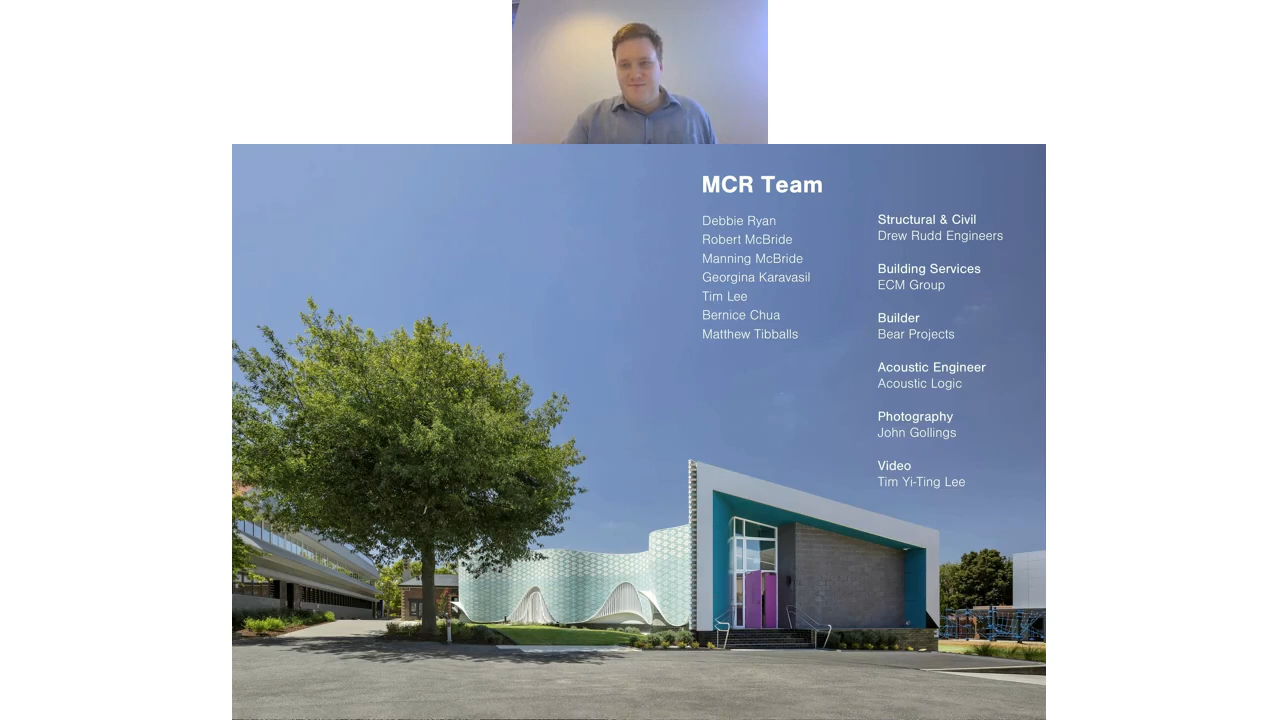 MCR Team
Debbie Ryan
Robert McBride
Manning McBride
Georgina Karavasil
Tim Lee
Bernice Chua
Matthew Tibballs
Structural & Civil
Drew Rudd Engineers
Building Services
ECM Group
Builder
Bear Projects
Acoustic Engineer
Acoustic Logic
Photography
John Gollings
Video
Tim Yi-Ting Lee